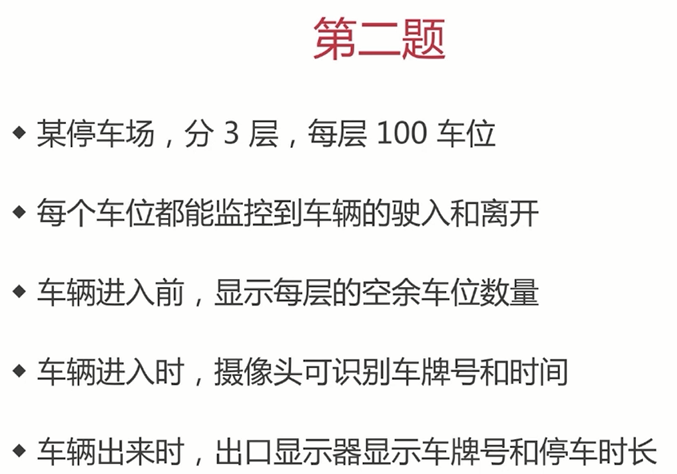 第二题
◆ 某停车场，分 3 层，每层 100 车位
◆ 每个车位都能监控到车辆的驶入和离开
◆ 车辆进入前，显示每层的空余车位数量
◆ 车辆进入时，摄像头可识别车牌号和时间
◆ 车辆出来时，出口显示器显示车牌号和停车时长